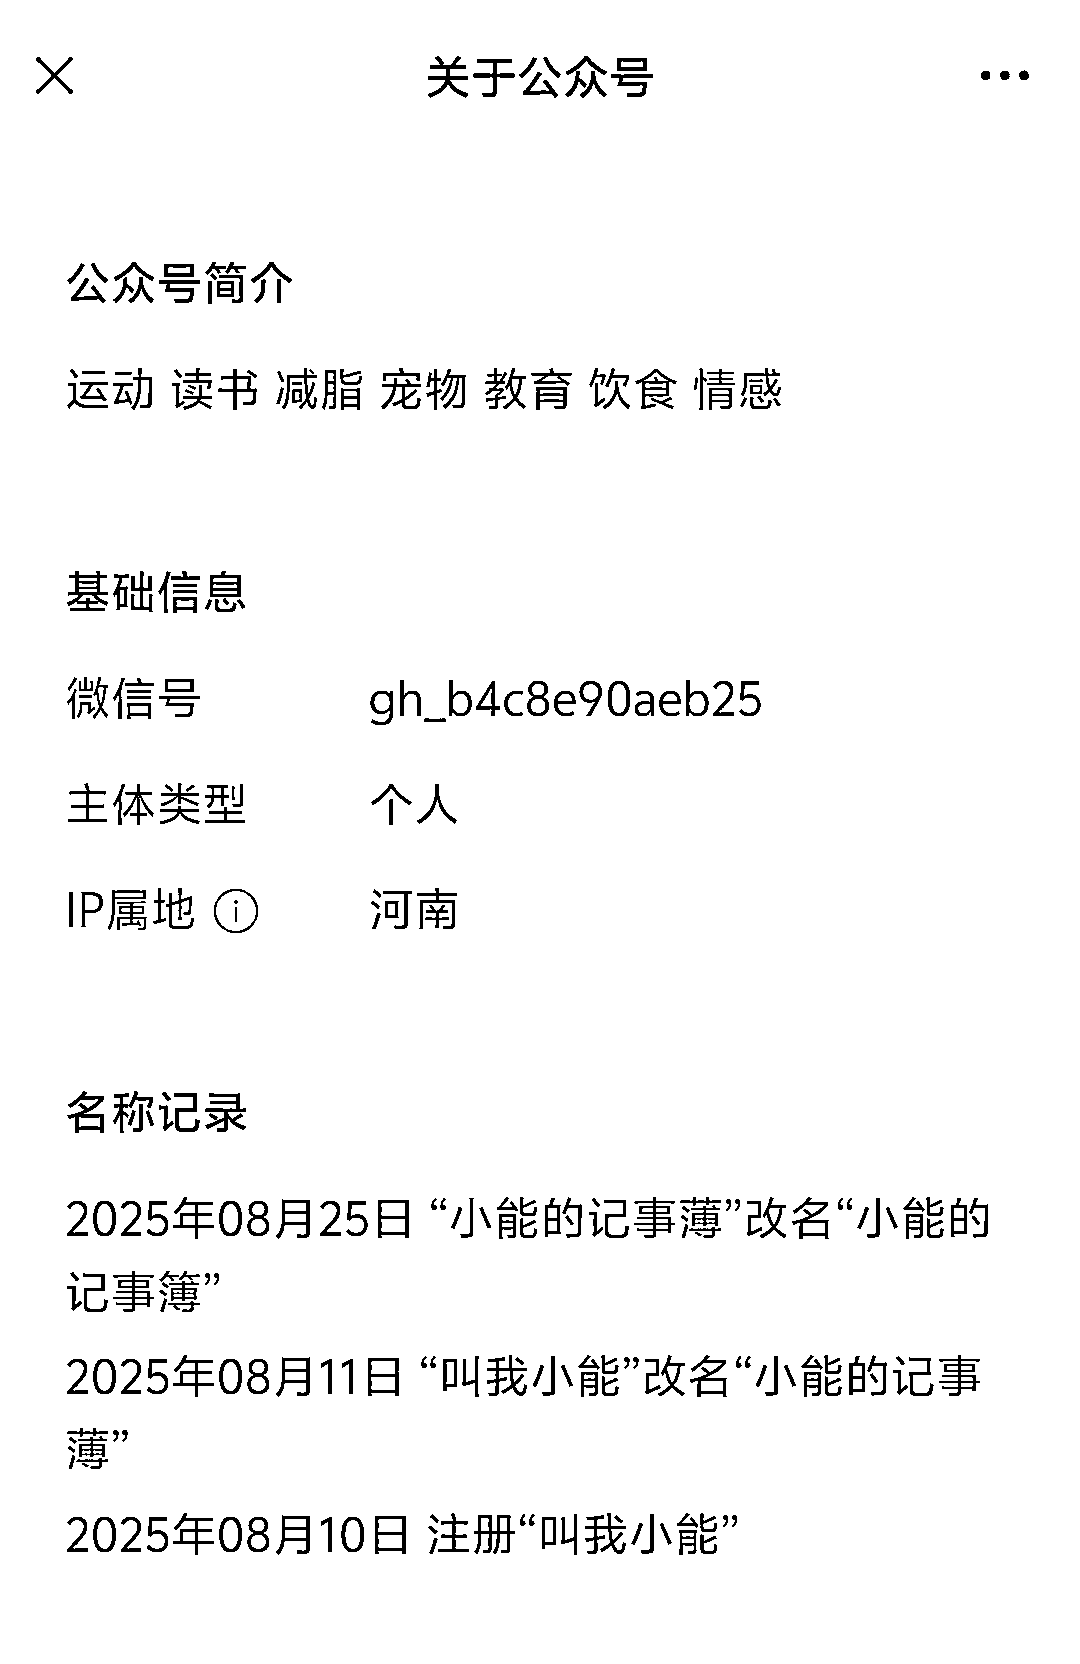 关于公众号
公众号简介
运动 读书 减脂 宠物 教育 饮食 情感
基础信息
微信号 gh_b4c8e90aeb25
主体类型 个人
IP属地 河南
名称记录
2025年08月25日 “小能的记事薄”改名“小能的
记事簿”
2025年08月11日 “叫我小能”改名“小能的记事
薄”
2025年08月10日 注册“叫我小能”